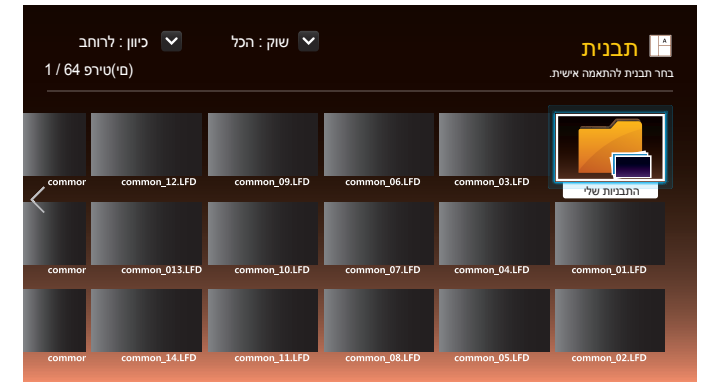 תבנית
שוק : הכל
כיוון : לרוחב
בחר תבנית להתאמה אישית.
1 / 64 פריט(ים)
התבניות שלי
common_03.LFD
common_06.LFD
common_09.LFD
common_12.LFD
common
common_01.LFD
common_04.LFD
common_07.LFD
common_10.LFD
common_013.LFD
common
common_02.LFD
common_05.LFD
common_08.LFD
common_11.LFD
common_14.LFD
common